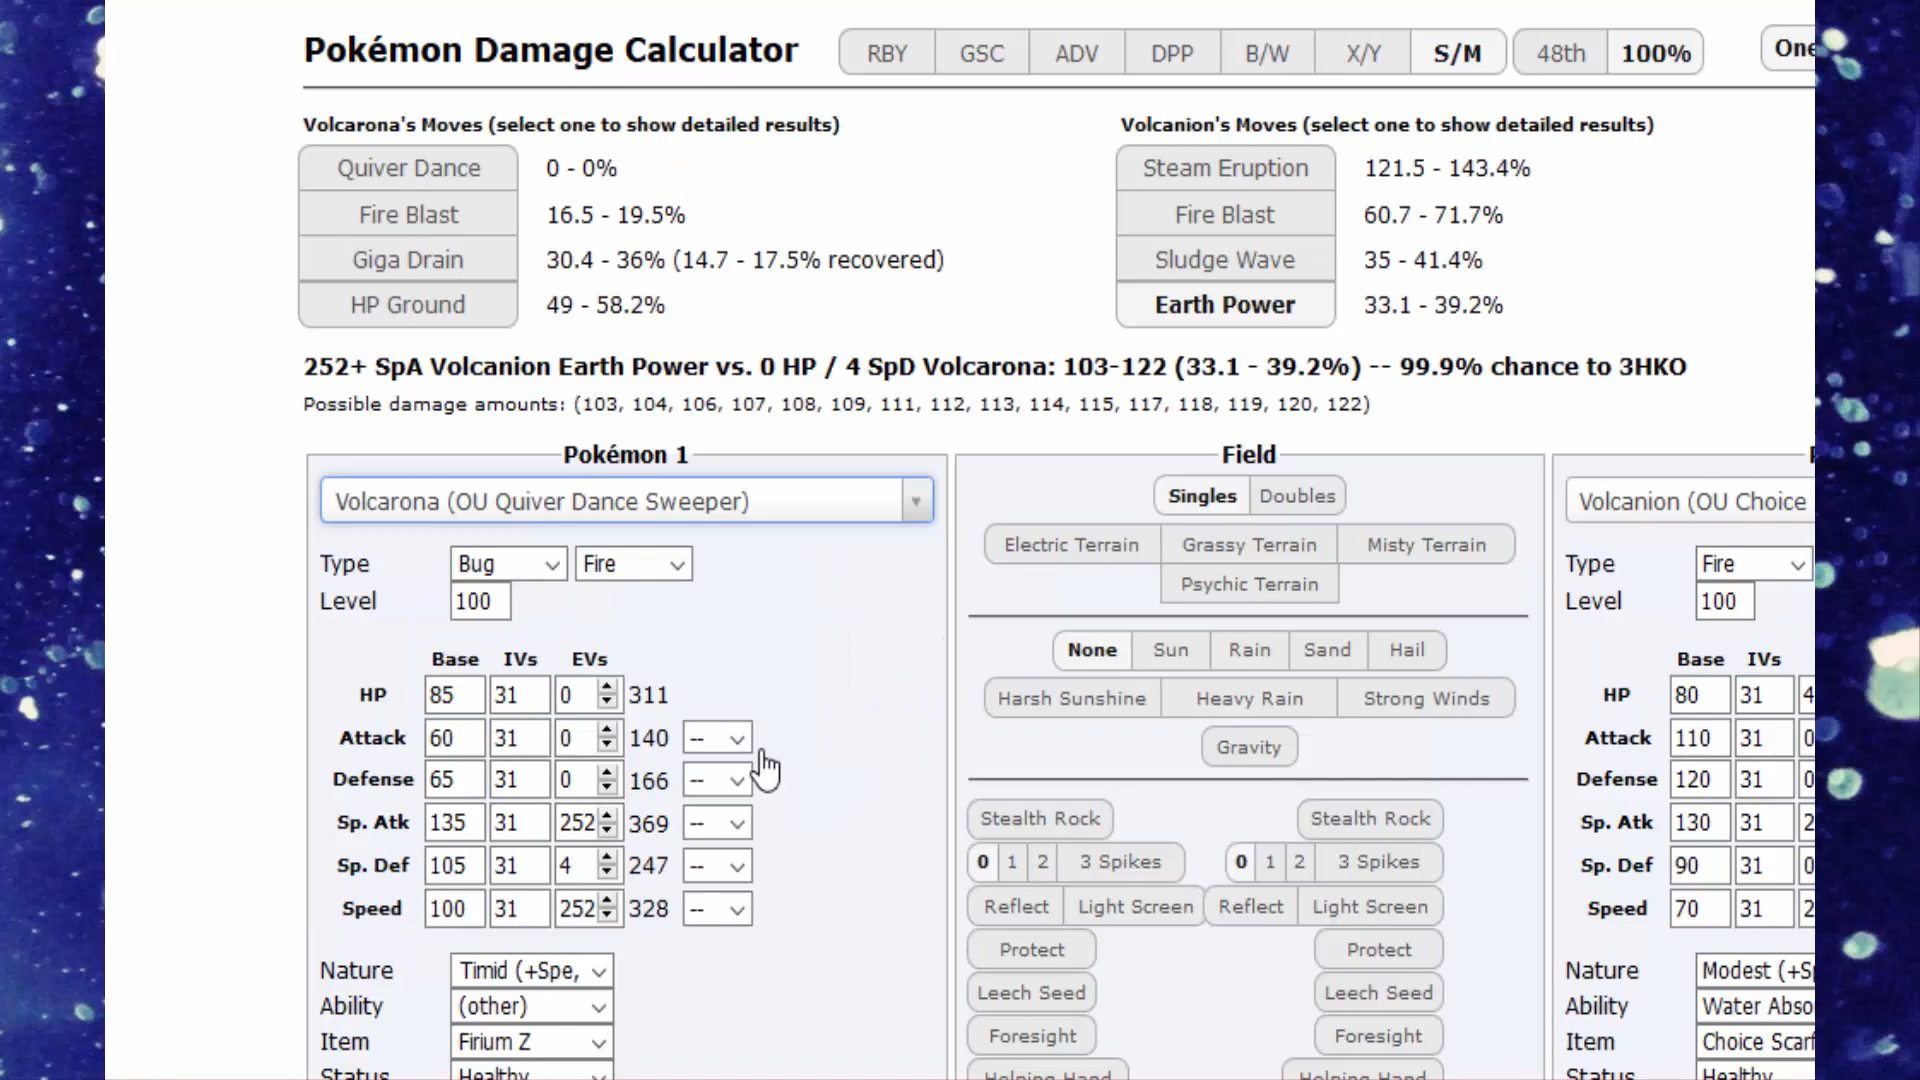 Pokémon Damage Calculator RBY GSC ADV DPP B/W X/Y S/M 48th 100% One
Volcarona's Moves (select one to show detailed results) Volcanion's Moves (select one to show detailed results)
Quiver Dance 0 - 0% Steam Eruption 121.5 - 143.4%
Fire Blast 16.5 - 19.5% Fire Blast 60.7 - 71.7%
Giga Drain 30.4 - 36% (14.7 - 17.5% recovered) Sludge Wave 35 - 41.4%
HP Ground 49 - 58.2% Earth Power 33.1 - 39.2%
252+ SpA Volcanion Earth Power vs. 0 HP / 4 SpD Volcarona: 103-122 (33.1 - 39.2%) -- 99.9% chance to 3HKO
Possible damage amounts: (103, 104, 106, 107, 108, 109, 111, 112, 113, 114, 115, 117, 118, 119, 120, 122)
Pokémon 1
Volcarona (OU Quiver Dance Sweeper)
Type Bug Fire
Level 100
Base IVs EVs
HP 85 31 0 311
Attack 60 31 0 140 --
Defense 65 31 0 166 --
Sp. Atk 135 31 252 369 --
Sp. Def 105 31 4 247 --
Speed 100 31 252 328 --
Nature Timid (+Spe,
Ability (other)
Item Firium Z
Status Healthy
Field
Singles Doubles
Electric Terrain Grassy Terrain Misty Terrain
Psychic Terrain
None Sun Rain Sand Hail
Harsh Sunshine Heavy Rain Strong Winds
Gravity
Stealth Rock Stealth Rock
0 1 2 3 Spikes 0 1 2 3 Spikes
Reflect Light Screen Reflect Light Screen
Protect Protect
Leech Seed Leech Seed
Foresight Foresight
Helping Hand Helping Hand
Volcanion (OU Choice
Type Fire
Level 100
Base IVs
HP 80 31 4
Attack 110 31 0
Defense 120 31 0
Sp. Atk 130 31 2
Sp. Def 90 31 0
Speed 70 31 2
Nature Modest (+Sp
Ability Water Abso
Item Choice Scarf
Status Healthy